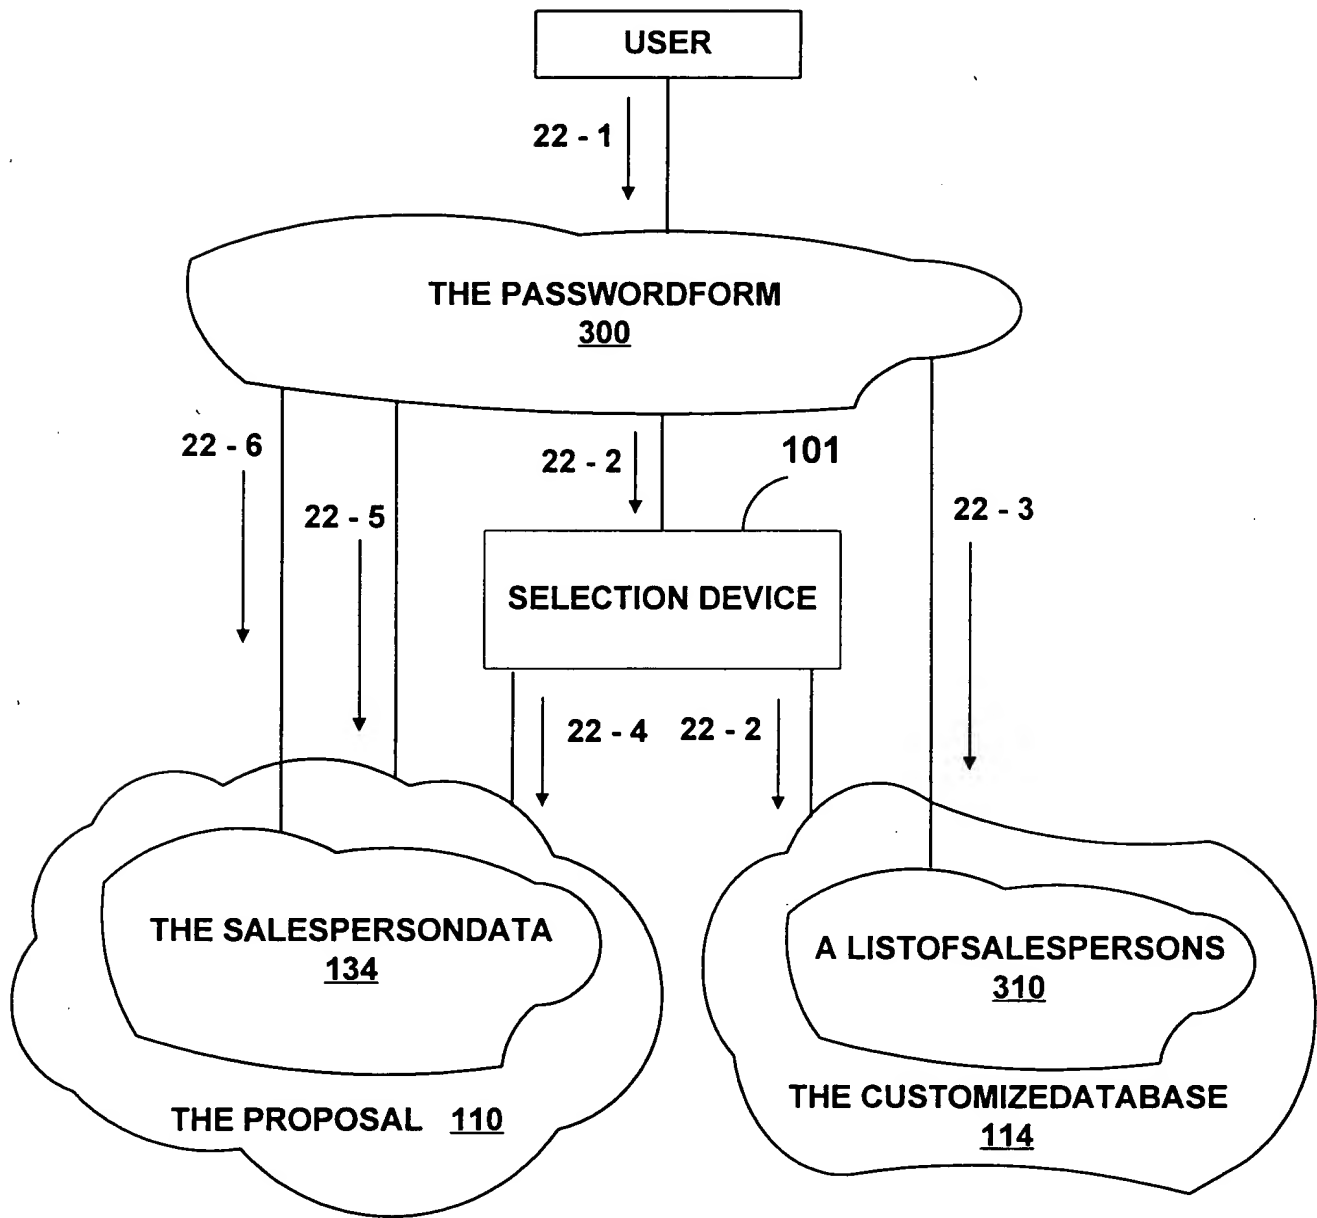 USER
22 - 1
THE PASSWORDFORM
300
22 - 6
22 - 2
101
22 - 5
22 - 3
SELECTION DEVICE
22 - 4
22 - 2
THE SALESPERSONDATA
134
A LISTOFSALESPERSONS
310
THE PROPOSAL 110
THE CUSTOMIZEDATABASE
114